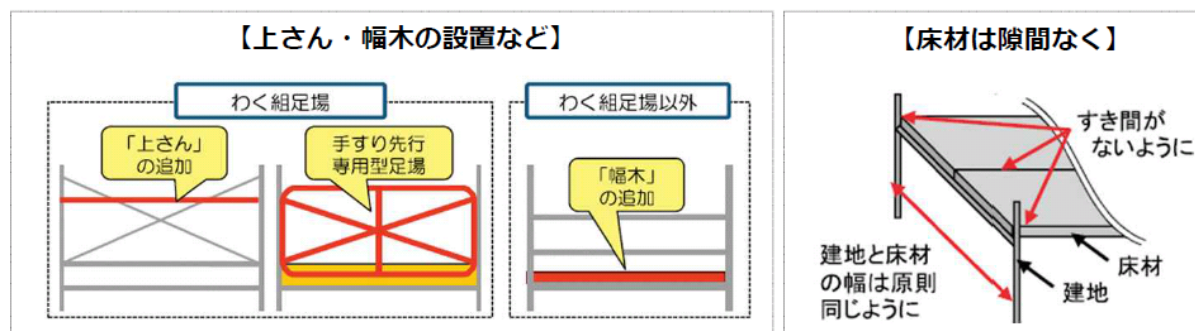 【上さん・幅木の設置など】
わく組足場
「上さん」
の追加
手すり先行
専用型足場
わく組足場以外
「幅木」
の追加
【床材は隙間なく】
すき間が
ないように
建地と床材
の幅は原則
同じように
床材
建地